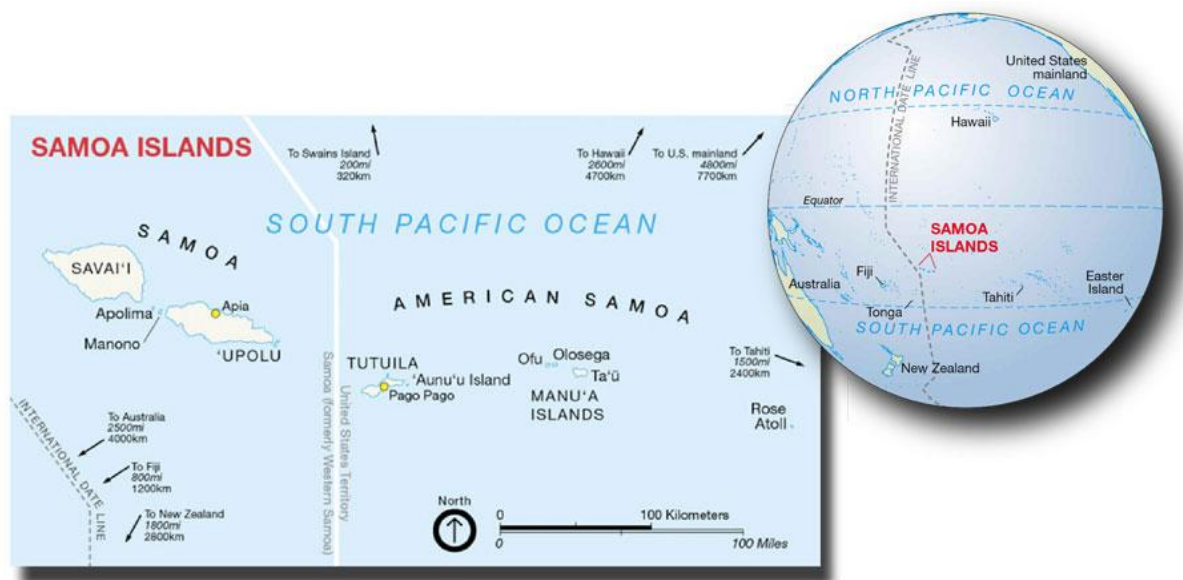 SAMOA ISLANDS
To Swains Island
200mi
320km
To Hawaii
2600mi
4700km
To U.S. mainland
4800mi
7700km
SOUTH PACIFIC OCEAN
SAMOA
SAVAI'I
Apia
Apolima
Manono
'UPOLU
AMERICAN SAMOA
TUTUILA
'Aunu'u Island
Pago Pago
Ofu
Olosega
Ta'ū
MANU'A
ISLANDS
To Tahiti
1500mi
2400km
Rose
Atoll
United States Territory
Samoa (formerly Western Samoa)
INTERNATIONAL DATE LINE
To Australia
2500mi
4000km
To Fiji
800mi
1200km
To New Zealand
1800mi
2800km
North
0
100 Kilometers
0
100 Miles
United States
mainland
NORTH PACIFIC OCEAN
Hawaii
INTERNATIONAL DATE LINE
Equator
SAMOA
ISLANDS
Fiji
Australia
Tonga
Tahiti
Easter
Island
SOUTH PACIFIC OCEAN
New Zealand